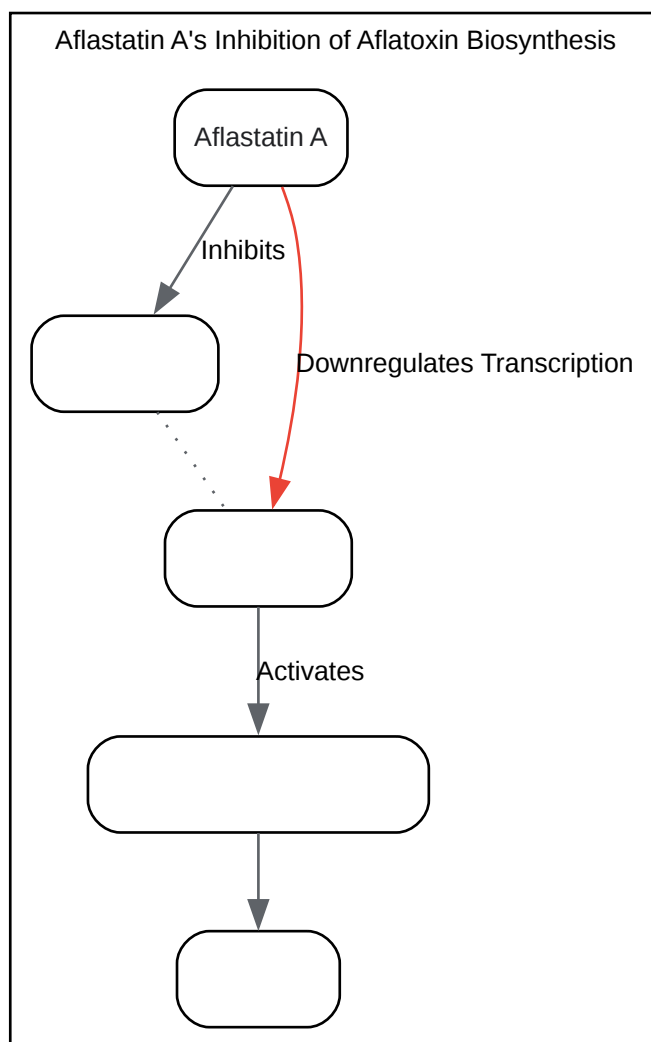 Aflastatin A's Inhibition of Aflatoxin Biosynthesis
Aflastatin A
Inhibits
Downregulates Transcription
Activates